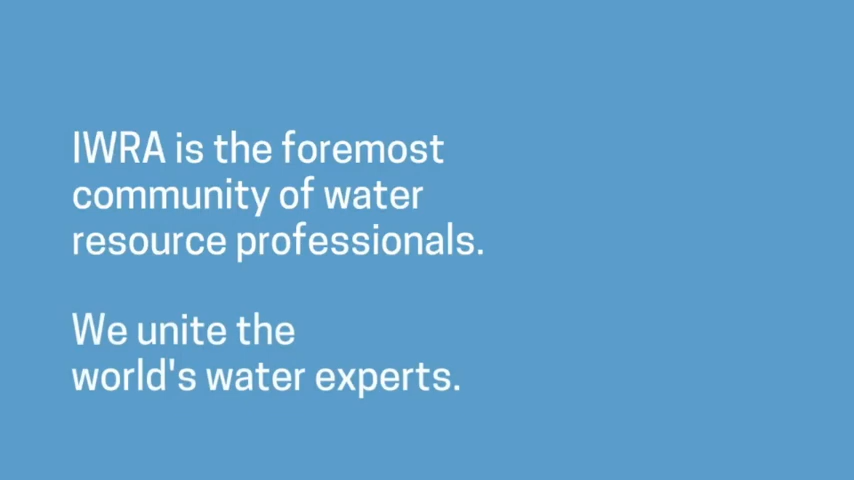 IWRA is the foremost
community of water
resource professionals.
We unite the
world's water experts.